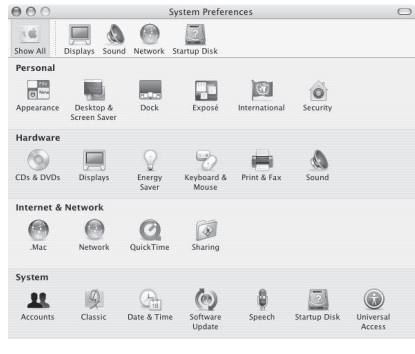 System Preferences
Show All Displays Sound Network Startup Disk
Personal
Appearance Desktop & Screen Saver Dock Exposé International Security
Hardware
CDs & DVDs Displays Energy Saver Keyboard & Mouse Print & Fax Sound
Internet & Network
.Mac Network QuickTime Sharing
System
Accounts Classic Date & Time Software Update Speech Startup Disk Universal Access